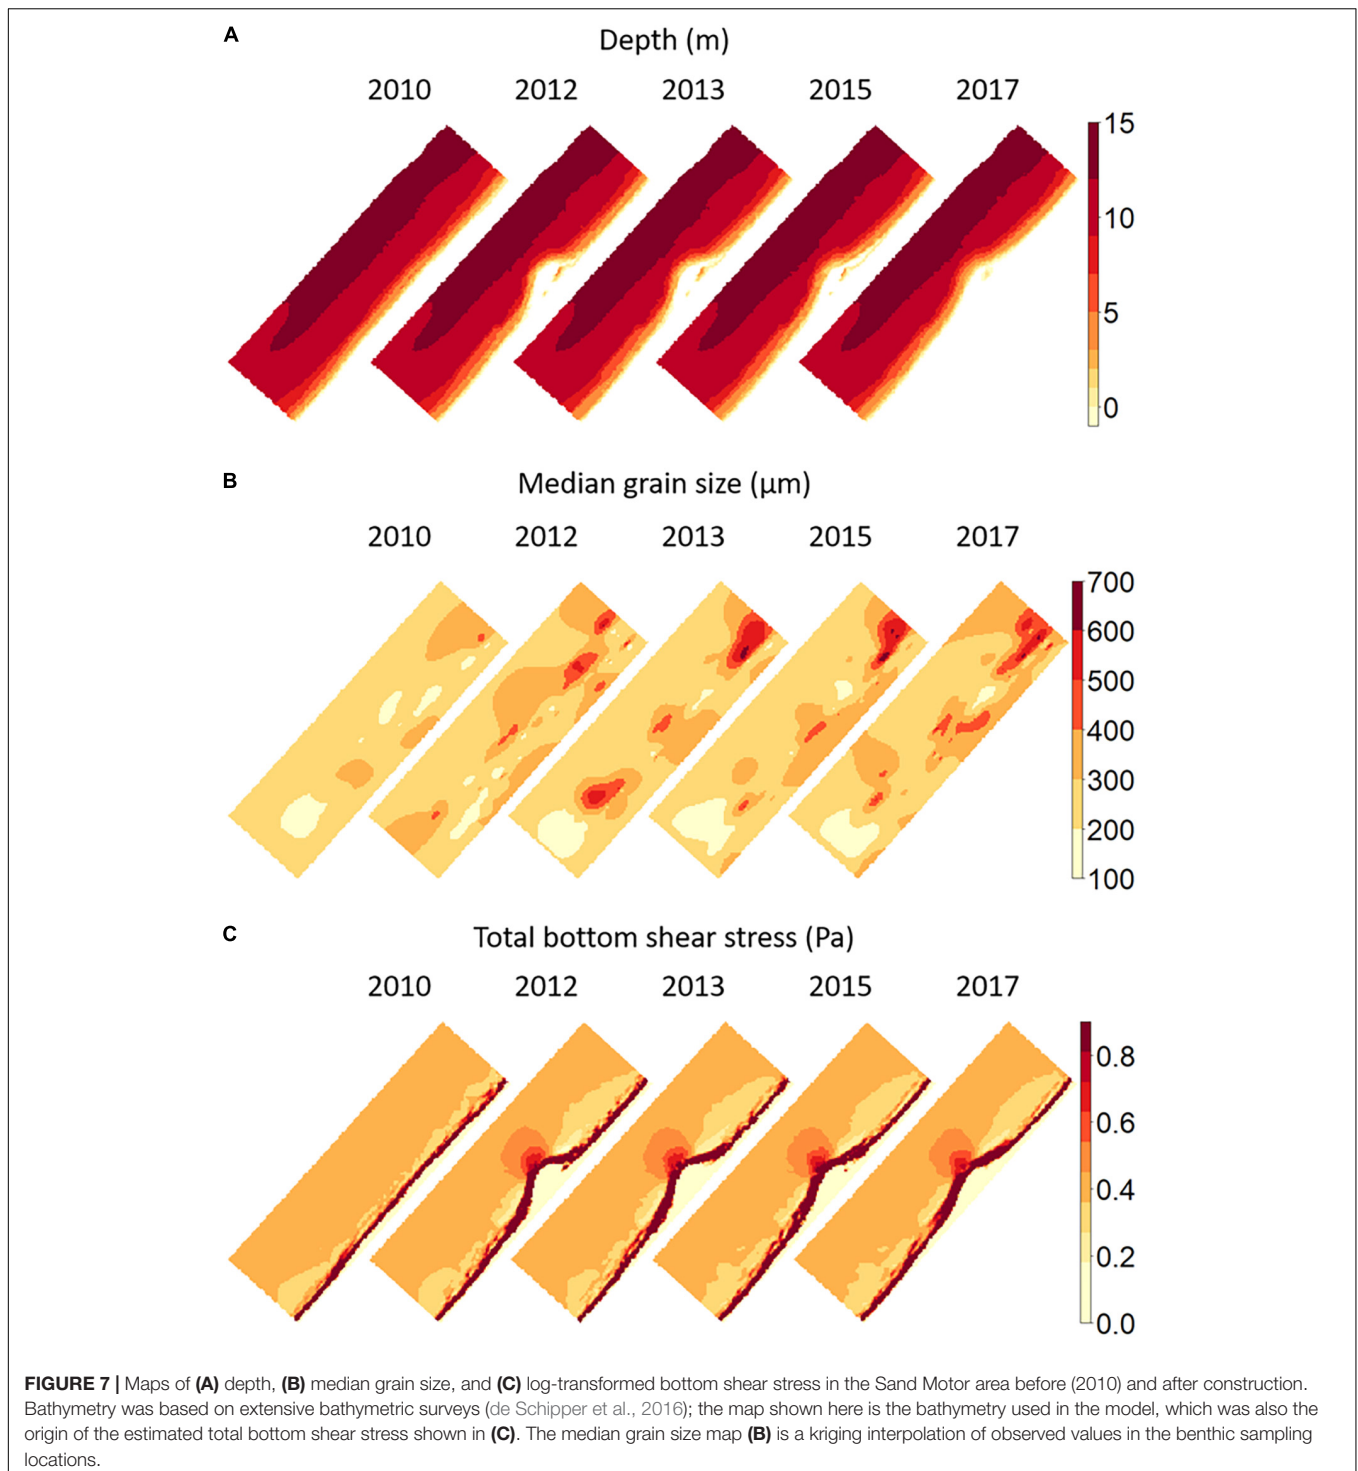 A
Depth (m)
2010 2012 2013 2015 2017
15
10
5
0
B
Median grain size (µm)
2010 2012 2013 2015 2017
700
600
500
400
300
200
100
C
Total bottom shear stress (Pa)
2010 2012 2013 2015 2017
0.8
0.6
0.4
0.2
0.0
FIGURE 7 | Maps of (A) depth, (B) median grain size, and (C) log-transformed bottom shear stress in the Sand Motor area before (2010) and after construction.
Bathymetry was based on extensive bathymetric surveys (de Schipper et al., 2016); the map shown here is the bathymetry used in the model, which was also the
origin of the estimated total bottom shear stress shown in (C). The median grain size map (B) is a kriging interpolation of observed values in the benthic sampling
locations.